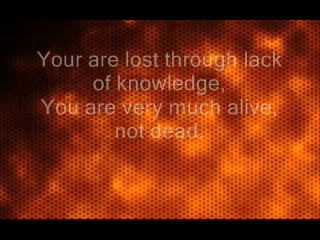 Your are lost through lack
of knowledge,
You are very much alive,
not dead.